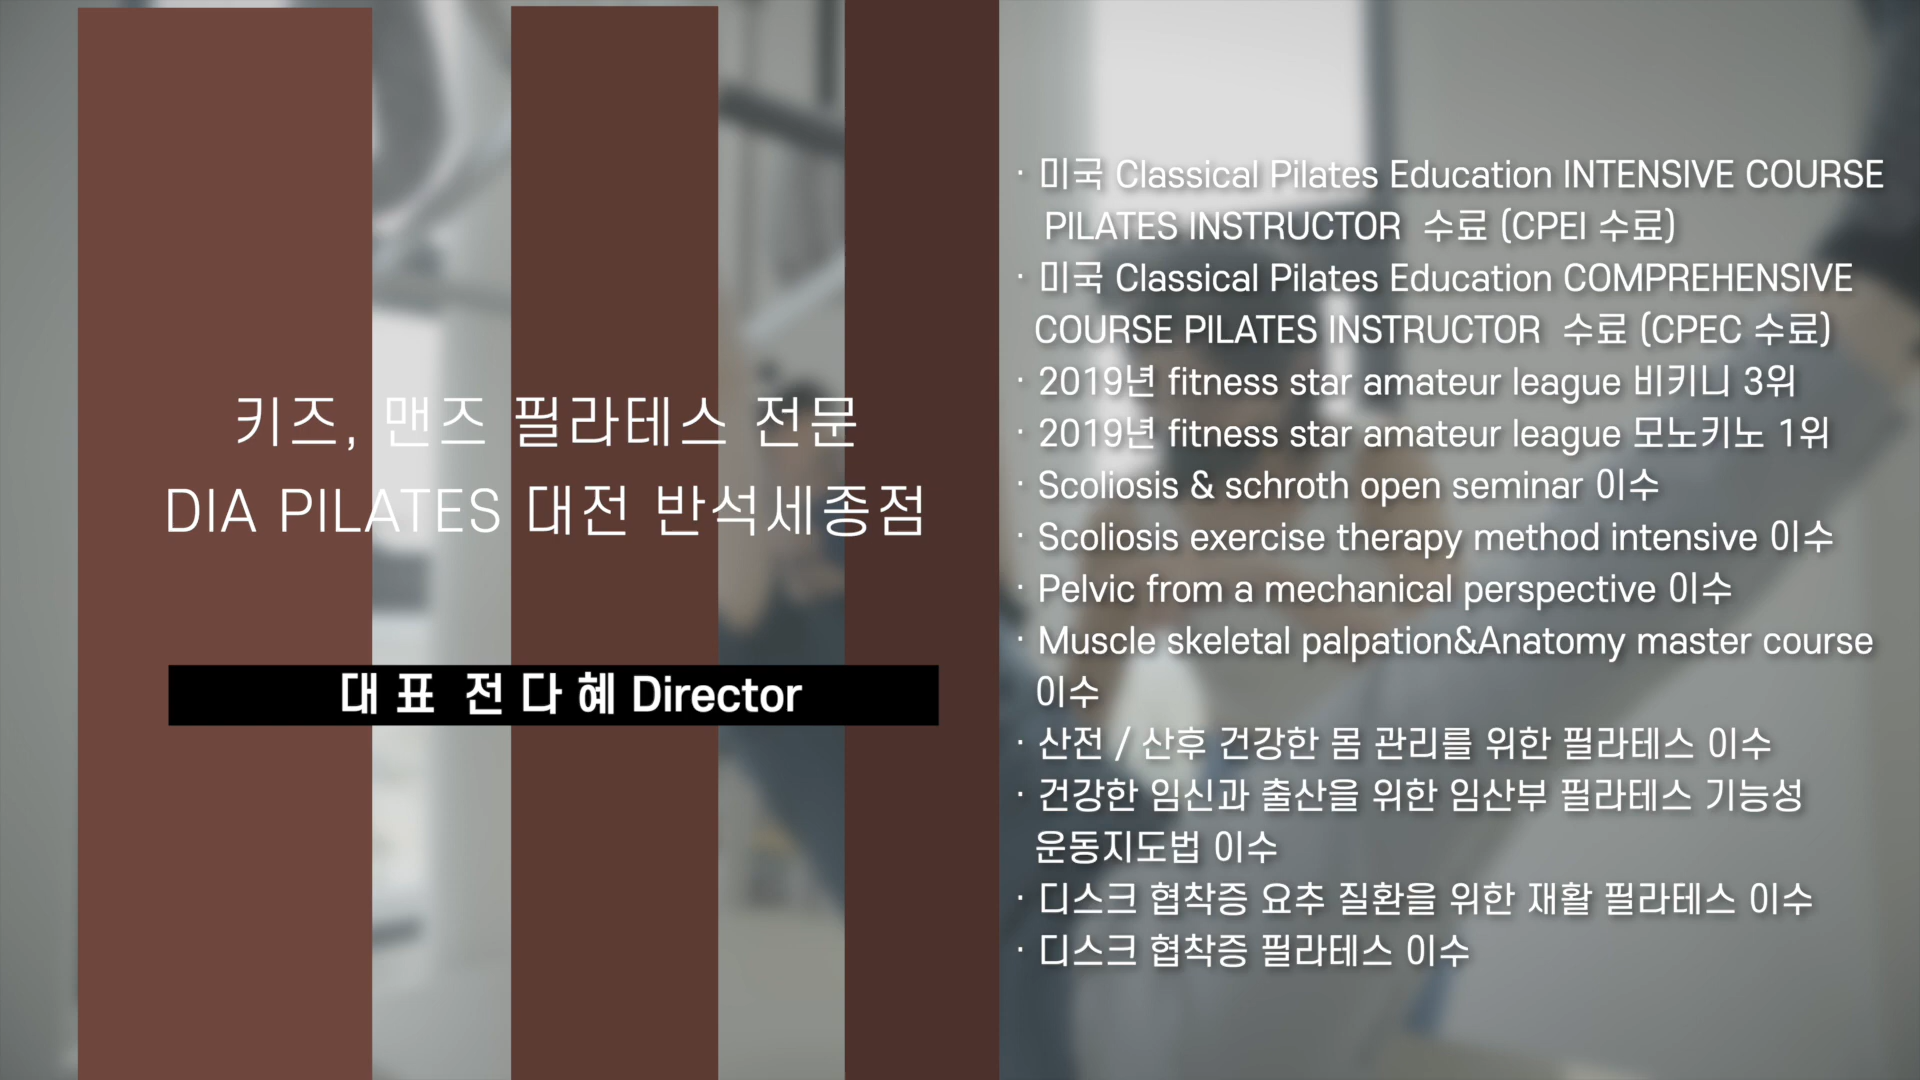 키즈, 맨즈 필라테스 전문
DIA PILATES 대전 반석세종점
대 표 전 다 혜 Director
· 미국 Classical Pilates Education INTENSIVE COURSE
PILATES INSTRUCTOR 수료 (CPEI 수료)
· 미국 Classical Pilates Education COMPREHENSIVE
COURSE PILATES INSTRUCTOR 수료 (CPEC 수료)
· 2019년 fitness star amateur league 비키니 3위
· 2019년 fitness star amateur league 모노키노 1위
· Scoliosis & schroth open seminar 이수
· Scoliosis exercise therapy method intensive 이수
· Pelvic from a mechanical perspective 이수
· Muscle skeletal palpation&Anatomy master course
이수
· 산전 / 산후 건강한 몸 관리를 위한 필라테스 이수
· 건강한 임신과 출산을 위한 임산부 필라테스 기능성
운동지도법 이수
· 디스크 협착증 요추 질환을 위한 재활 필라테스 이수
· 디스크 협착증 필라테스 이수